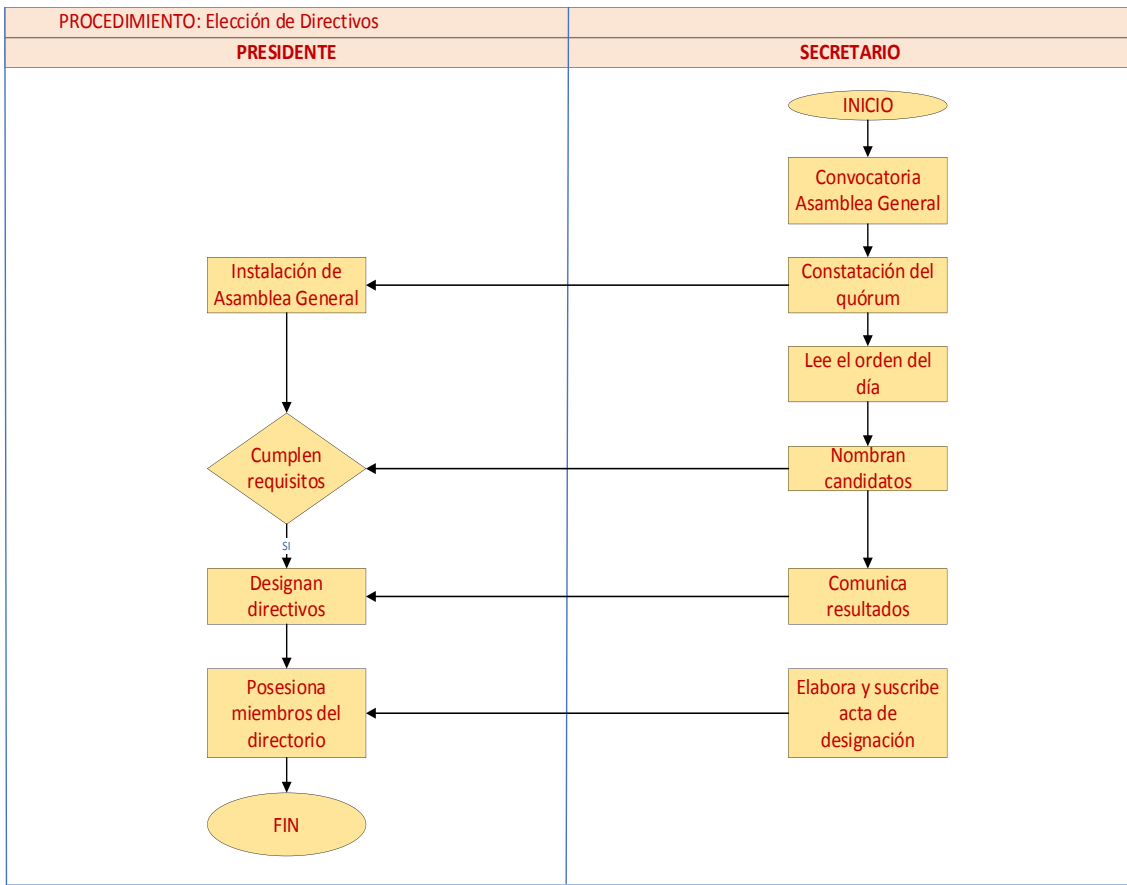 PROCEDIMIENTO: Elección de Directivos
PRESIDENTE
SECRETARIO
INICIO
Convocatoria
Asamblea General
Instalación de
Asamblea General
Constatación del
quórum
Lee el orden del
día
Cumplen
requisitos
Nombran
candidatos
SI
Designan
directivos
Comunica
resultados
Posesiona
miembros del
directorio
Elabora y suscribe
acta de
designación
FIN